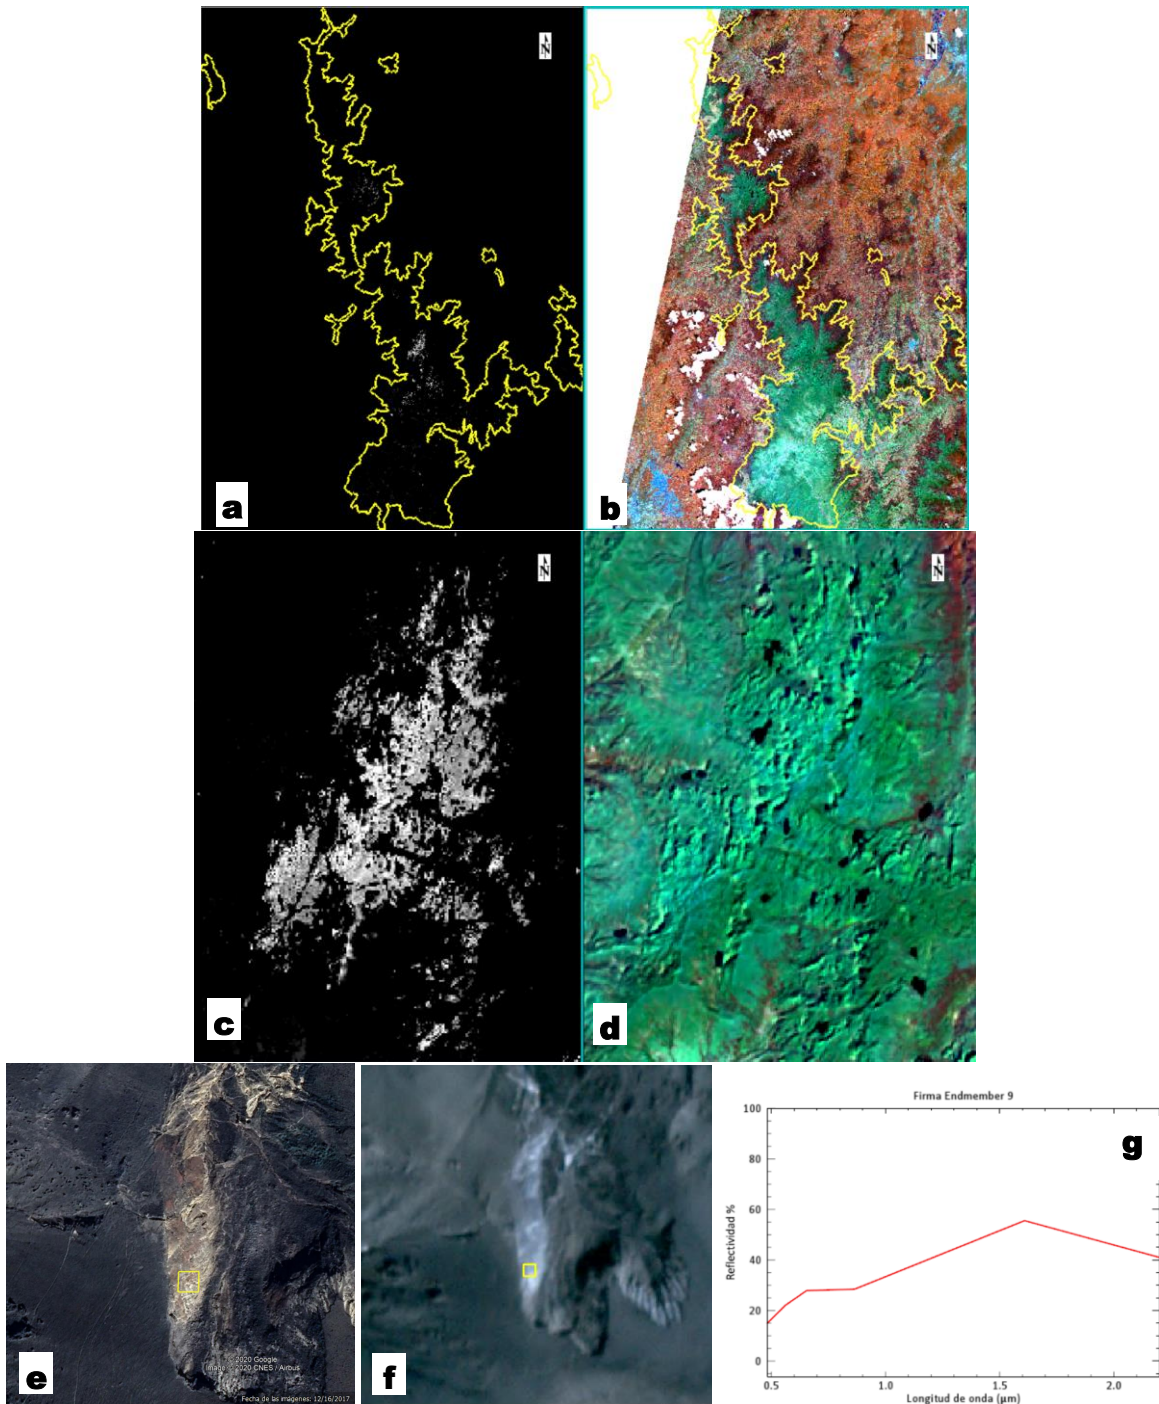 N
N
a
b
N
N
c
d
© 2020 Google
Image © 2020 CNES / Airbus
Fecha de las imágenes: 12/16/2017
e
f
Firma Endmember 9
g
100
80
60
40
20
0
Reflectividad %
0.5 1.0 1.5 2.0
Longitud de onda (µm)